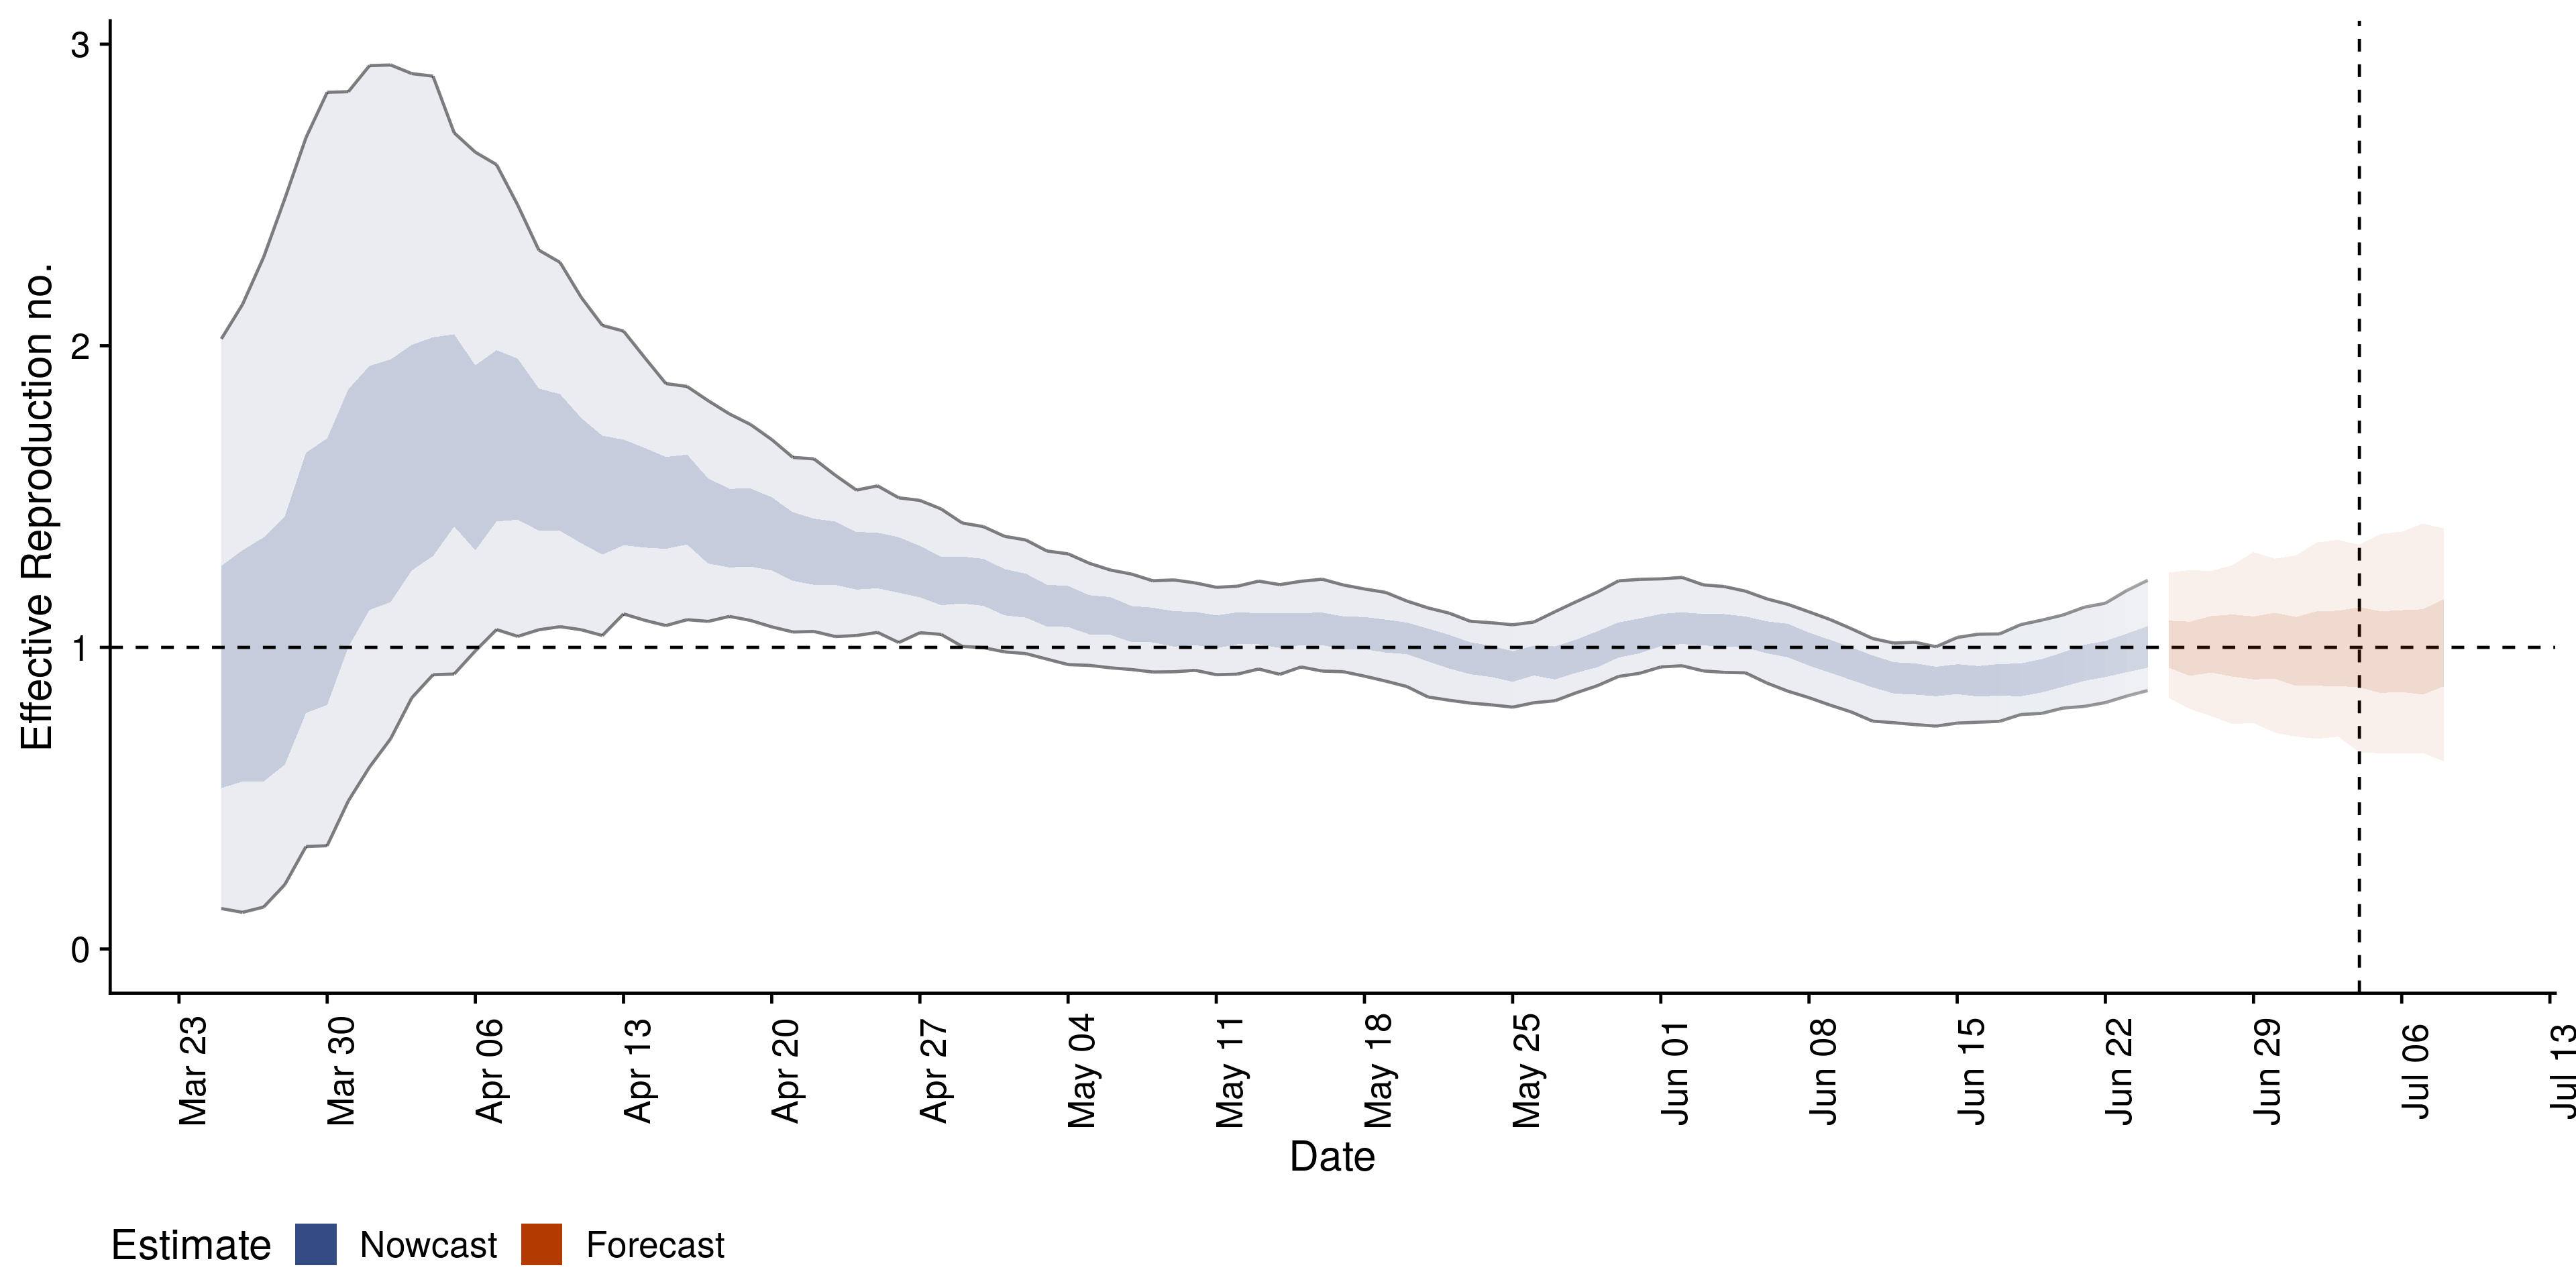 Effective Reproduction no.
3
2
1
0
Mar 23
Mar 30
Apr 06
Apr 13
Apr 20
Apr 27
May 04
May 11
May 18
May 25
Jun 01
Jun 08
Jun 15
Jun 22
Jun 29
Jul 06
Jul 13
Date
Estimate Nowcast Forecast